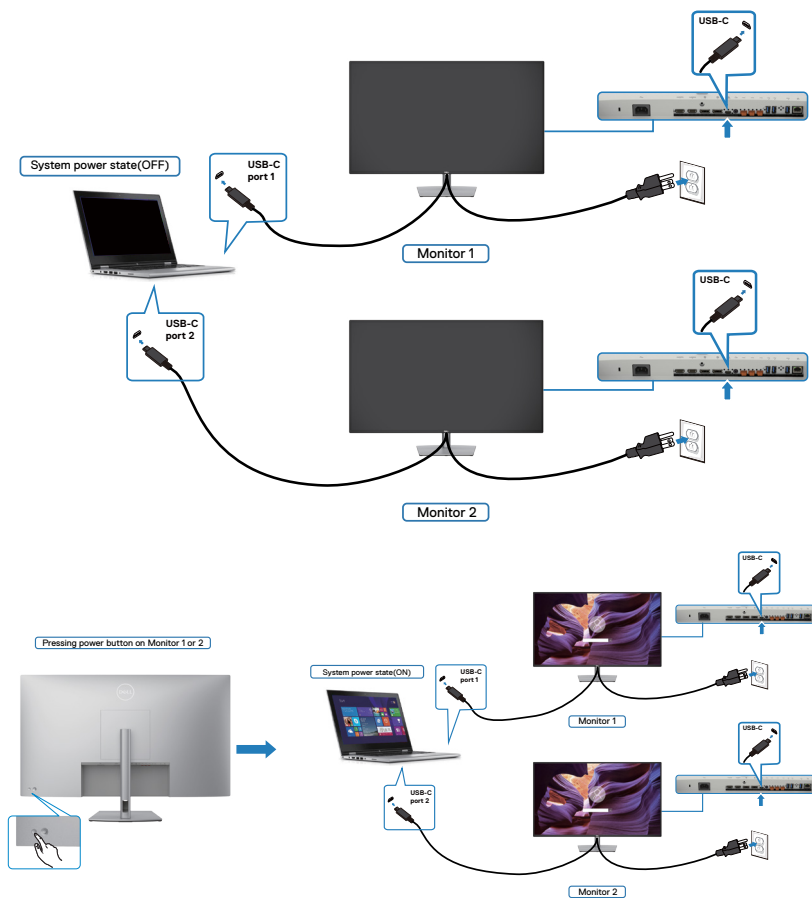 USB-C
System power state(OFF)
USB-C
port 1
Monitor 1
USB-C
USB-C
port 2
Monitor 2
USB-C
Pressing power button on Monitor 1 or 2
DELL
System power state(ON)
USB-C
port 1
Monitor 1
USB-C
USB-C
port 2
Monitor 2